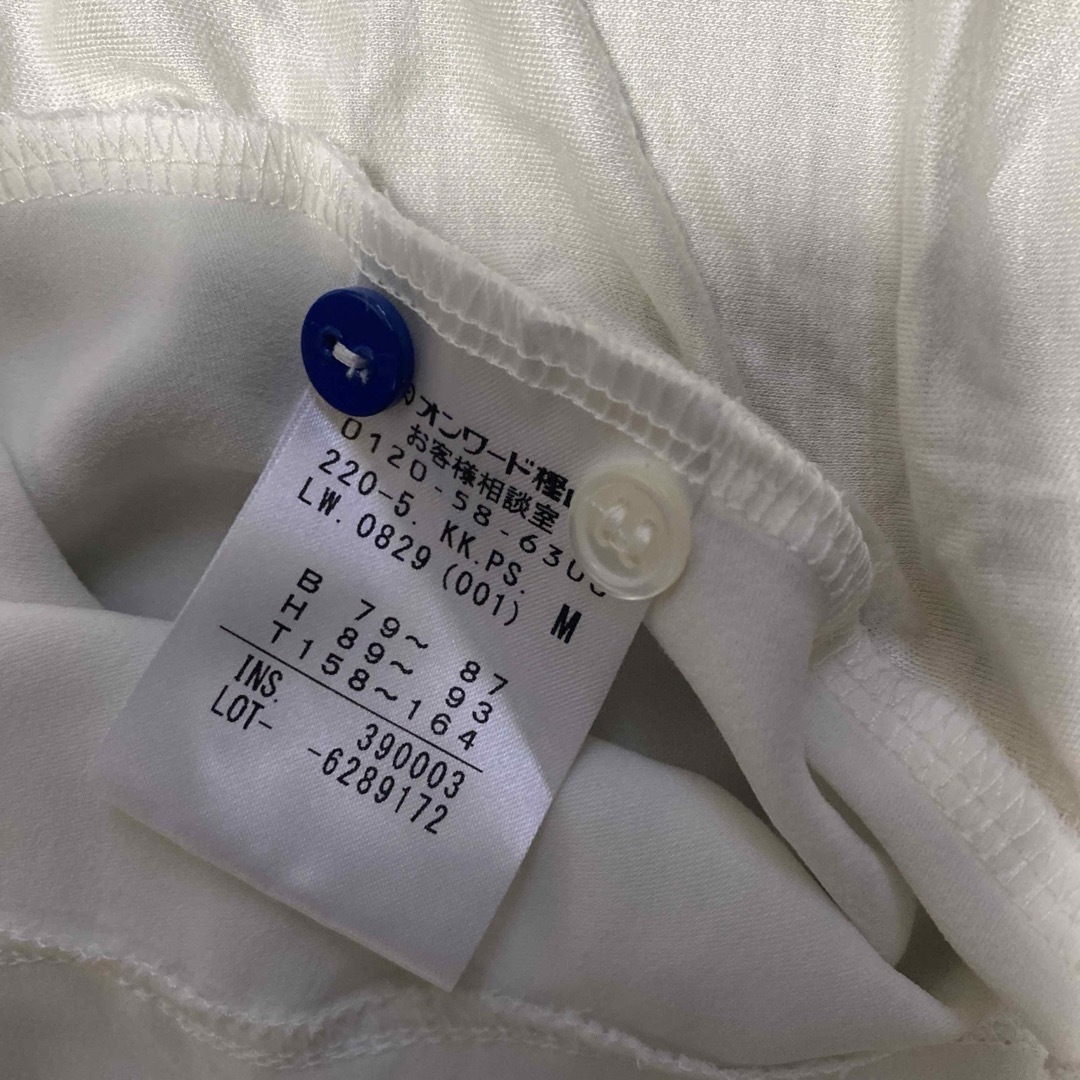 オンワード樫
お客様相談室
0120-58-630
220-5. KK.PS.
LW.0829 (001) M
B 79~ 87
H 89~ 93
T158~164
INS. 390003
LOT- -6289172